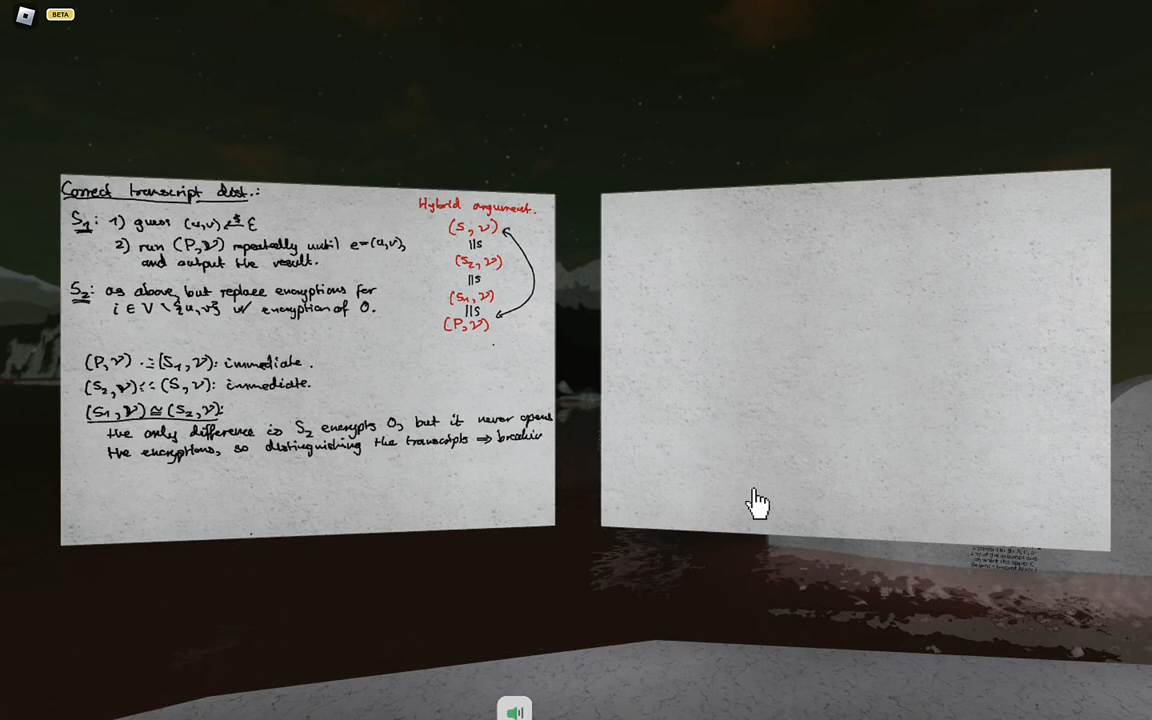 BETA
Correct transcript dist.:
S₁: 1) guess (u,v) ←$ E
2) run (P,V) repeatedly until e=(u,v),
and output the result.
S₂: as above, but replace encryptions for
i ∈ V \ {u,v} w/ encryption of 0.
(P,V) ≡ (S₁,V): immediate.
(S₂,V) (S,V): immediate.
(S₁,V) ≅ (S₂,V):
the only difference is S₂ encrypts 0, but it never opens
the encryptions, so distinguishing the transcripts ⇒ breakin
Hybrid argument.
(S,V)
(S₂,V)
(S₁,V)
(P,V)